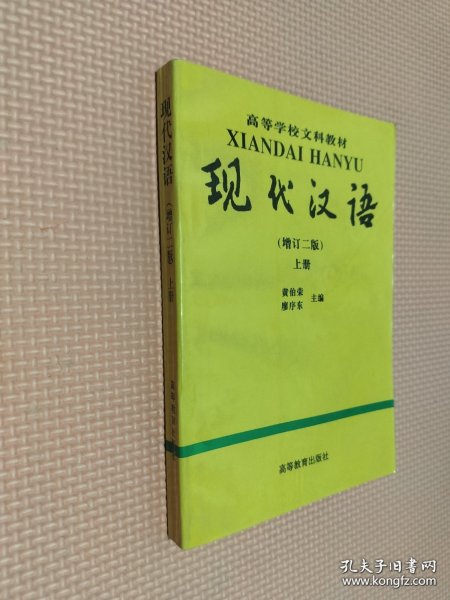 高等学校文科教材
XIANDAI HANYU
现代汉语
(增订二版)
上册
黄伯荣
廖序东
主编
高等教育出版社
现代汉语
(增订二版)
上册
孔夫子旧书网
www.kongfz.com